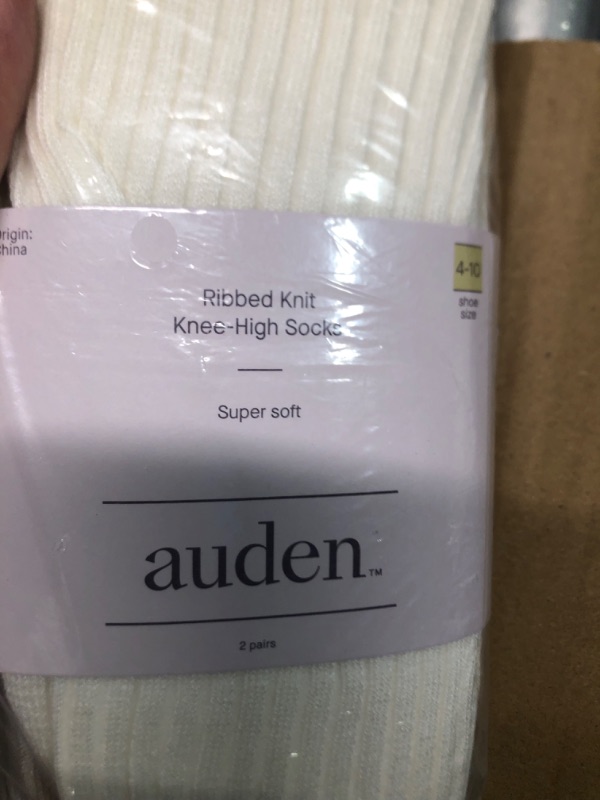 rigin:
hina
4-10
shoe
size
Ribbed Knit
Knee-High Socks
Super soft
auden™
2 pairs